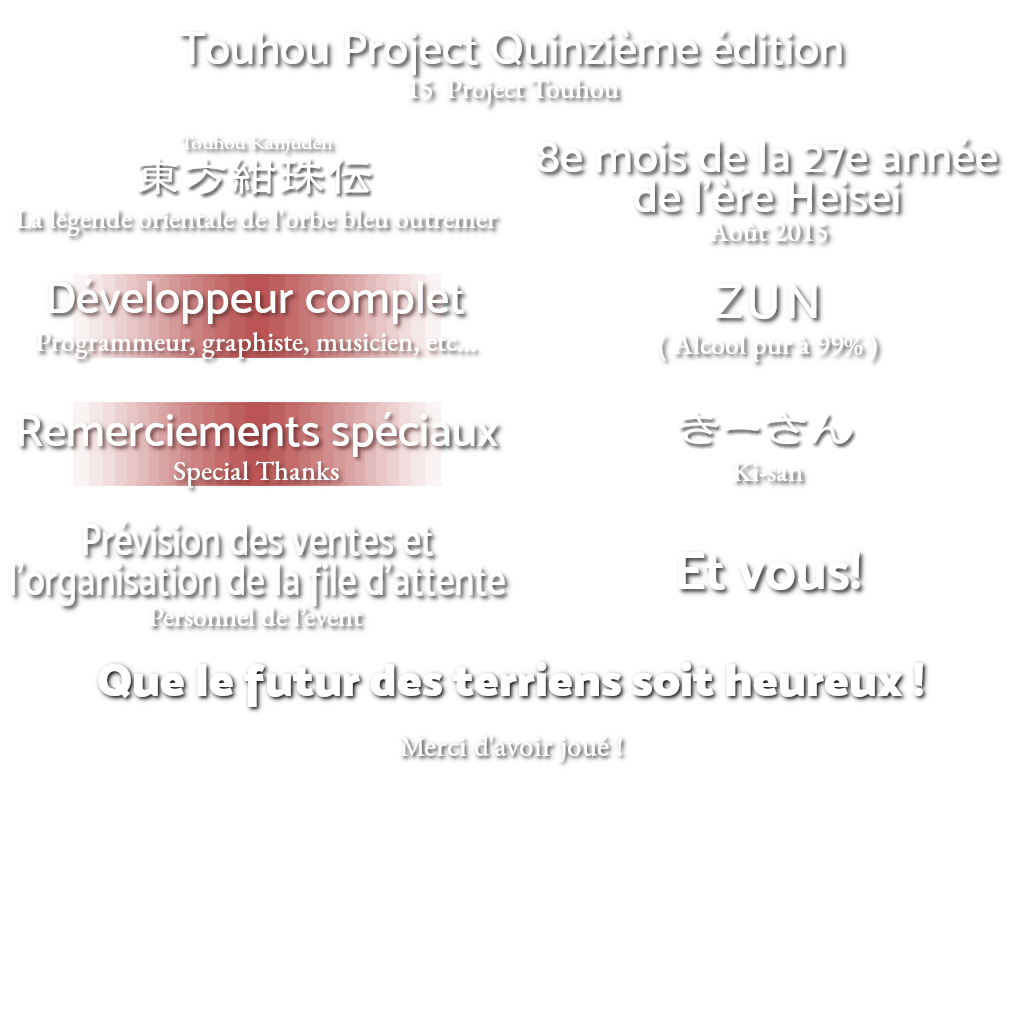 Touhou Project Quinzième édition
15 Project Touhou
Touhou Kanjuden
東方紺珠伝
La légende orientale de l'orbe bleu outremer
8e mois de la 27e année
de l'ère Heisei
Août 2015
Développeur complet
Programmeur, graphiste, musicien, etc...
ZUN
( Alcool pur à 99% )
Remerciements spéciaux
Special Thanks
きーさん
Ki-san
Prévision des ventes et
l'organisation de la file d'attente
Personnel de l'évent
Et vous!
Que le futur des terriens soit heureux !
Merci d'avoir joué !